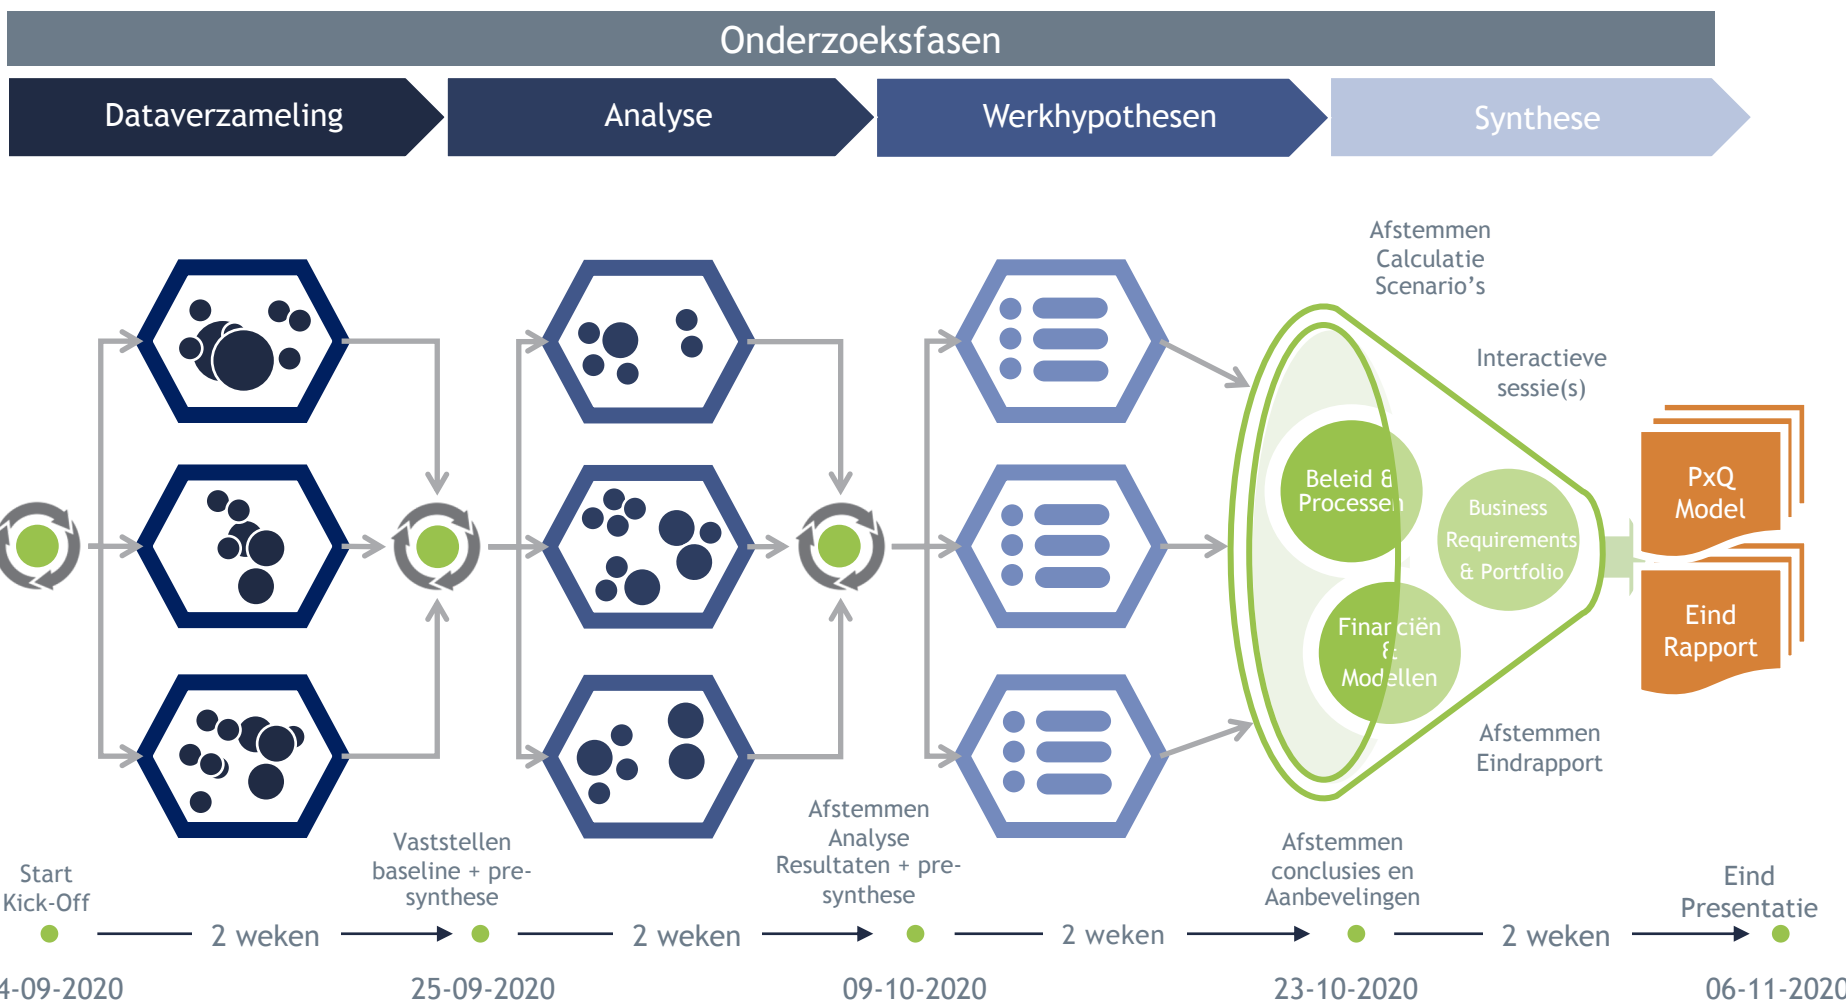 Onderzoeksfasen
Dataverzameling
Analyse
Werkhypothesen
Synthese
Afstemmen
Calculatie
Scenario's
Interactieve
sessie(s)
Beleid &
Processen
Business
Requirements
& Portfolio
Financiën
&
Modellen
PxQ
Model
Eind
Rapport
Afstemmen
Eindrapport
Start
Kick-Off
Vaststellen
baseline + pre-
synthese
Afstemmen
Analyse
Resultaten + pre-
synthese
Afstemmen
conclusies en
Aanbevelingen
Eind
Presentatie
2 weken
2 weken
2 weken
2 weken
4-09-2020
25-09-2020
09-10-2020
23-10-2020
06-11-2020